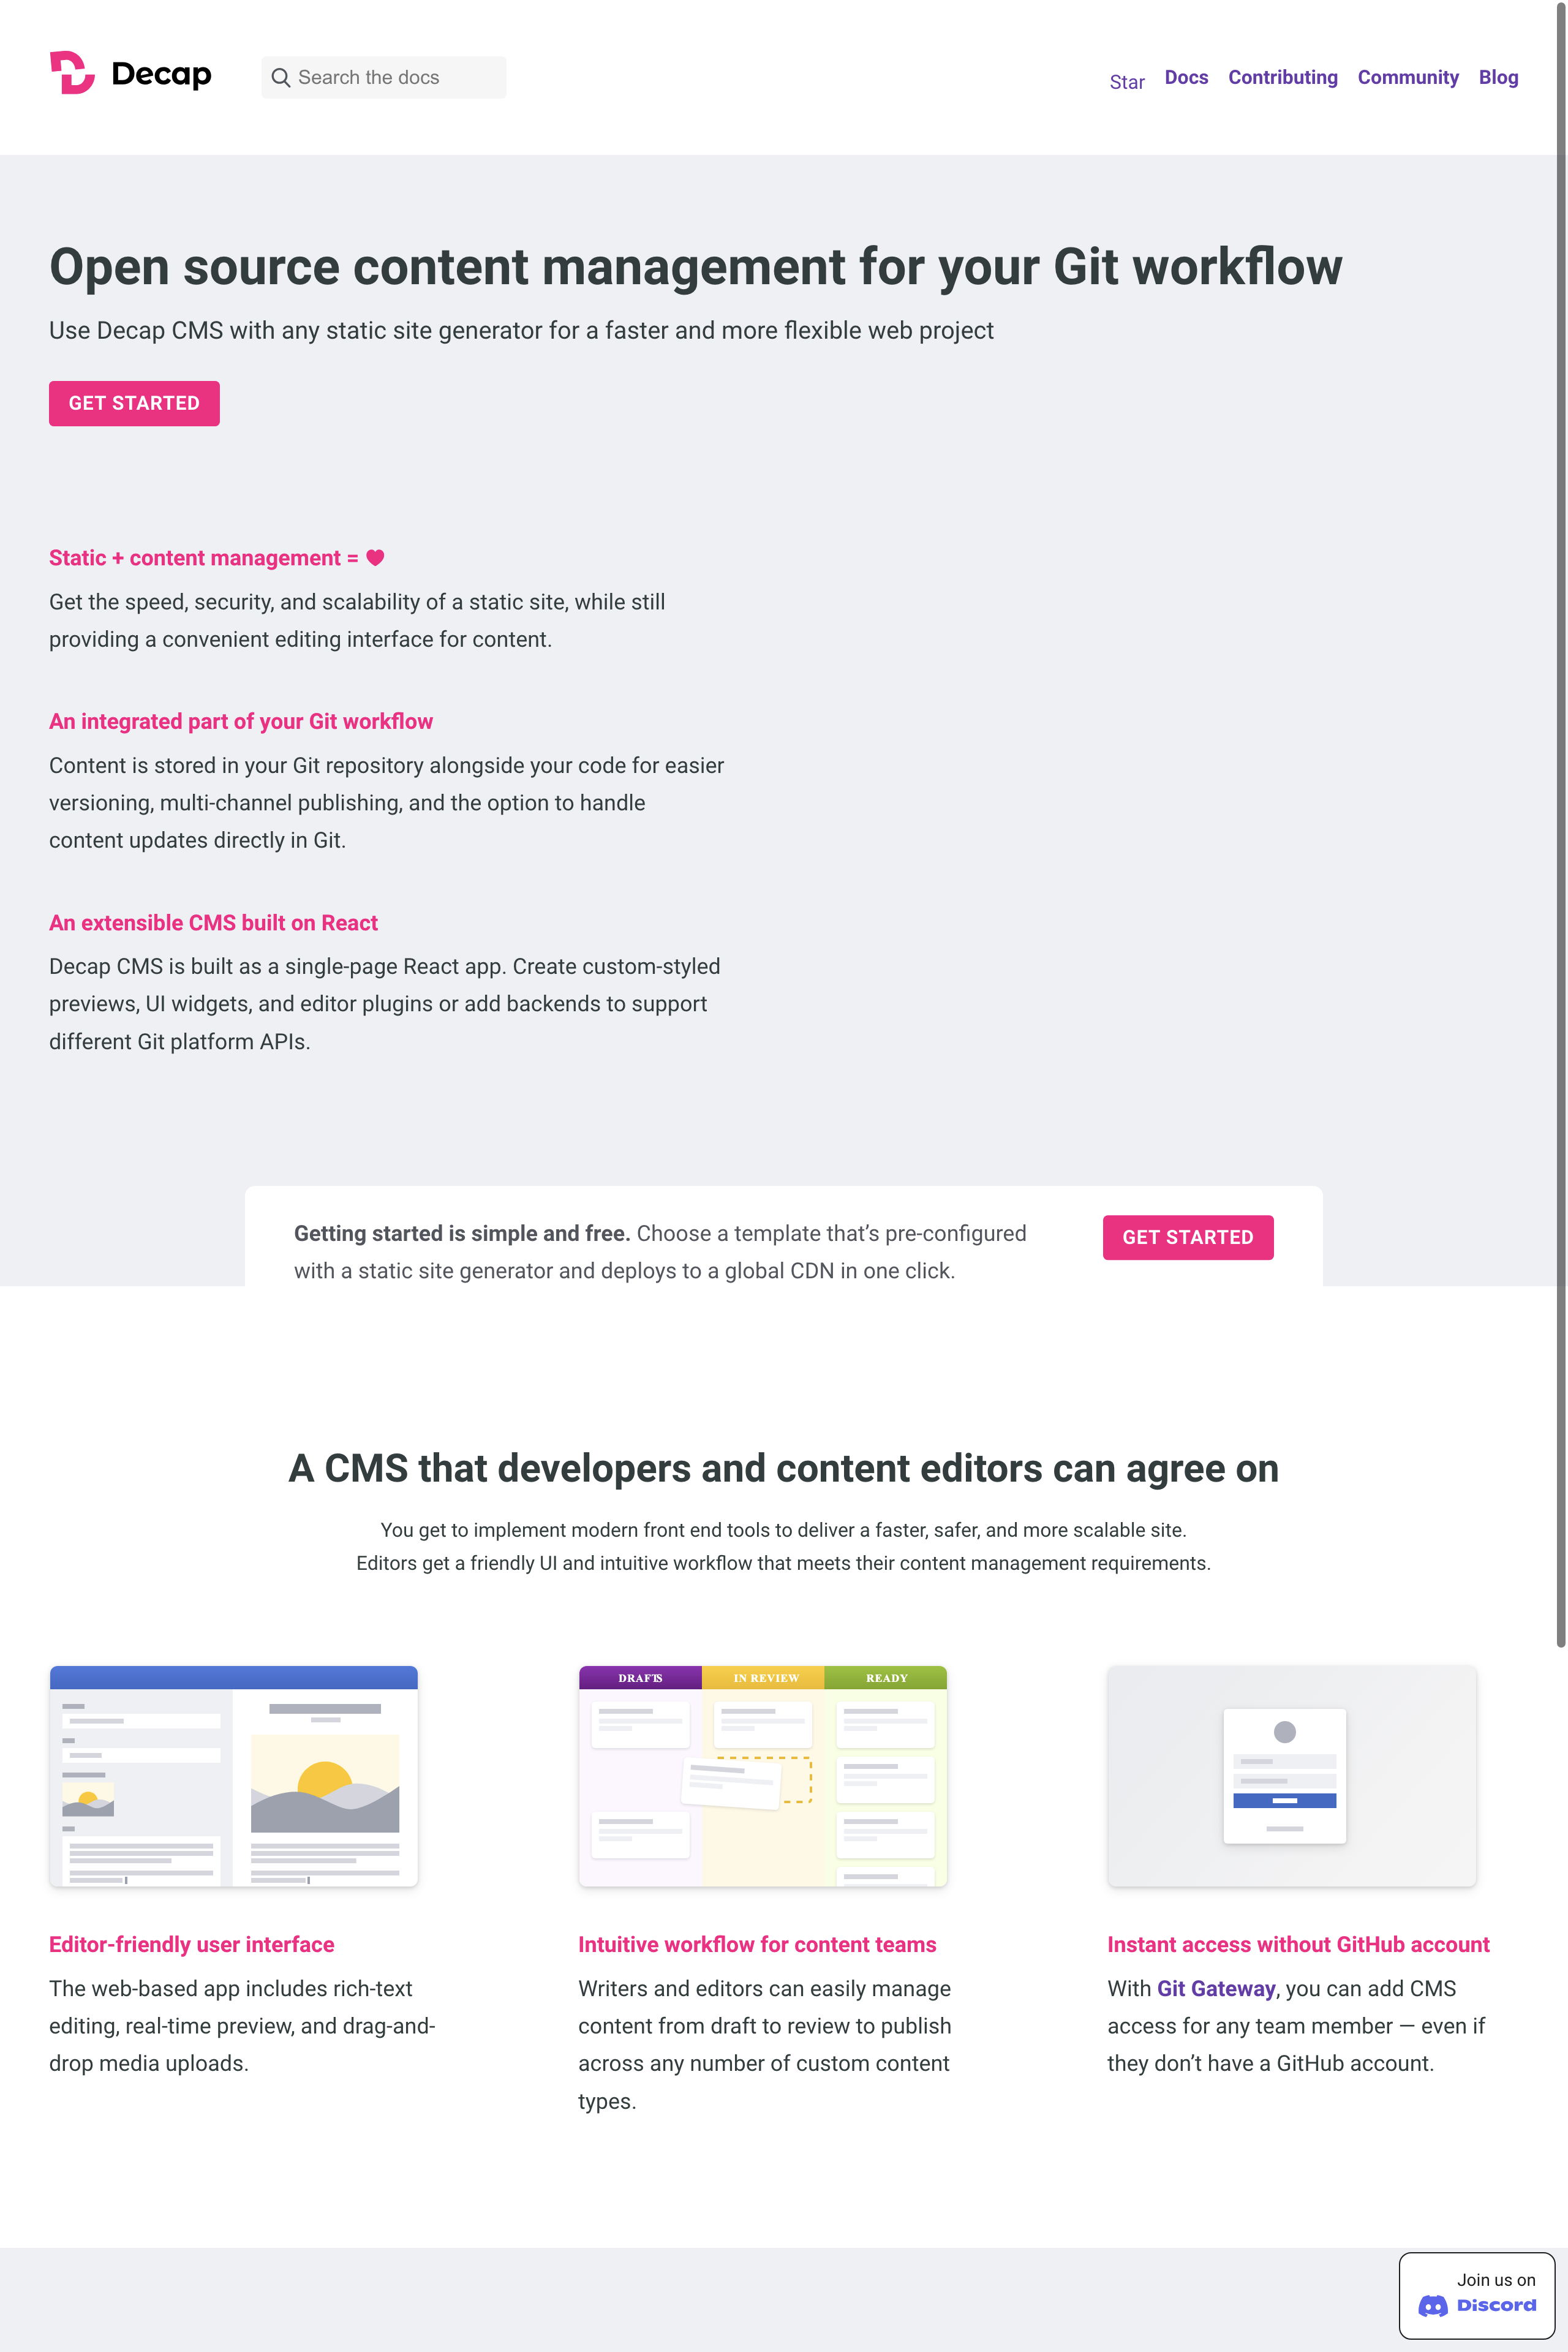 Decap
Search the docs
Star
Docs
Contributing
Community
Blog
Open source content management for your Git workflow
Use Decap CMS with any static site generator for a faster and more flexible web project
GET STARTED
Static + content management =
Get the speed, security, and scalability of a static site, while still
providing a convenient editing interface for content.
An integrated part of your Git workflow
Content is stored in your Git repository alongside your code for easier
versioning, multi-channel publishing, and the option to handle
content updates directly in Git.
An extensible CMS built on React
Decap CMS is built as a single-page React app. Create custom-styled
previews, UI widgets, and editor plugins or add backends to support
different Git platform APIs.
Getting started is simple and free. Choose a template that’s pre-configured
with a static site generator and deploys to a global CDN in one click.
GET STARTED
A CMS that developers and content editors can agree on
You get to implement modern front end tools to deliver a faster, safer, and more scalable site.
Editors get a friendly UI and intuitive workflow that meets their content management requirements.
DRAFTS
IN REVIEW
READY
Editor-friendly user interface
The web-based app includes rich-text
editing, real-time preview, and drag-and-
drop media uploads.
Intuitive workflow for content teams
Writers and editors can easily manage
content from draft to review to publish
across any number of custom content
types.
Instant access without GitHub account
With Git Gateway, you can add CMS
access for any team member — even if
they don’t have a GitHub account.
Join us on
Discord